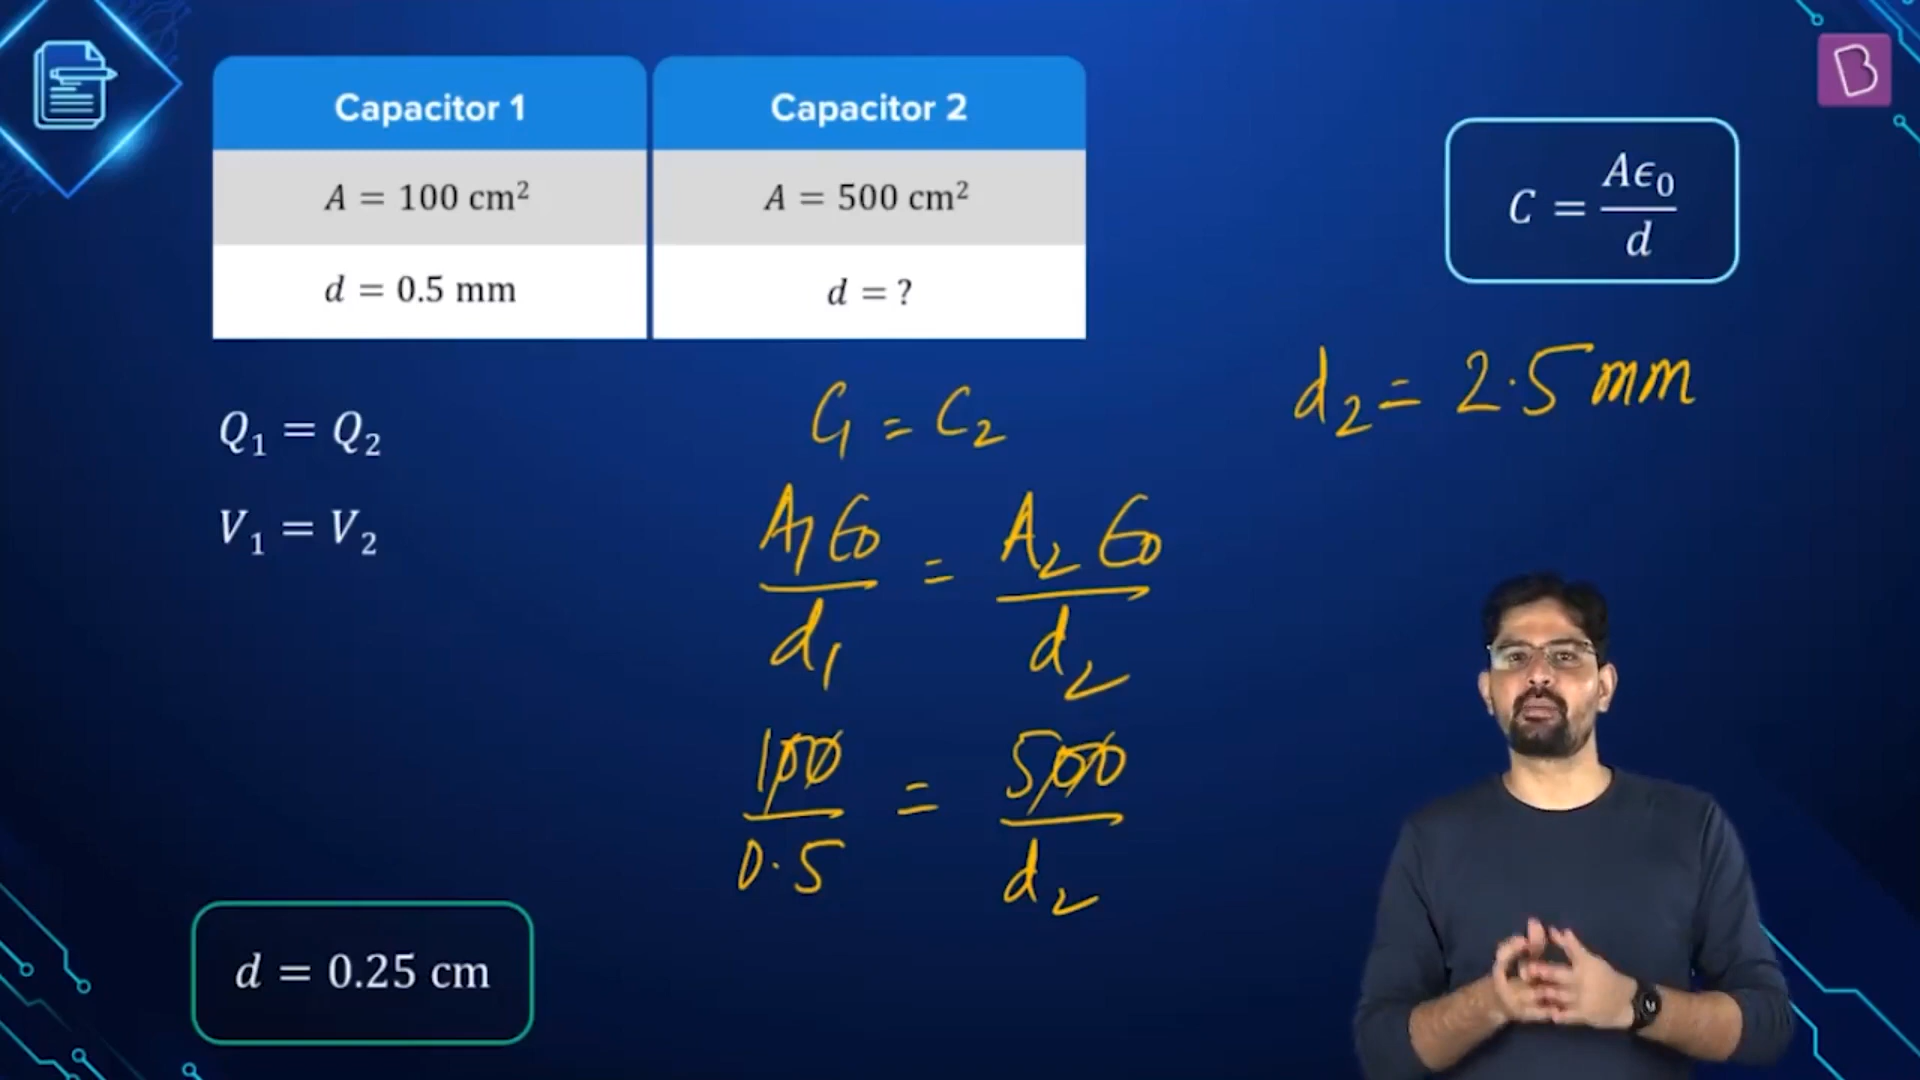 Capacitor 1
Capacitor 2
A = 100 cm²
A = 500 cm²
d = 0.5 mm
d = ?
C = Aϵ₀/d
B
Q₁ = Q₂
V₁ = V₂
C₁ = C₂
A₁ϵ₀/d₁ = A₂ϵ₀/d₂
100/0.5 = 500/d₂
d₂ = 2.5 mm
d = 0.25 cm